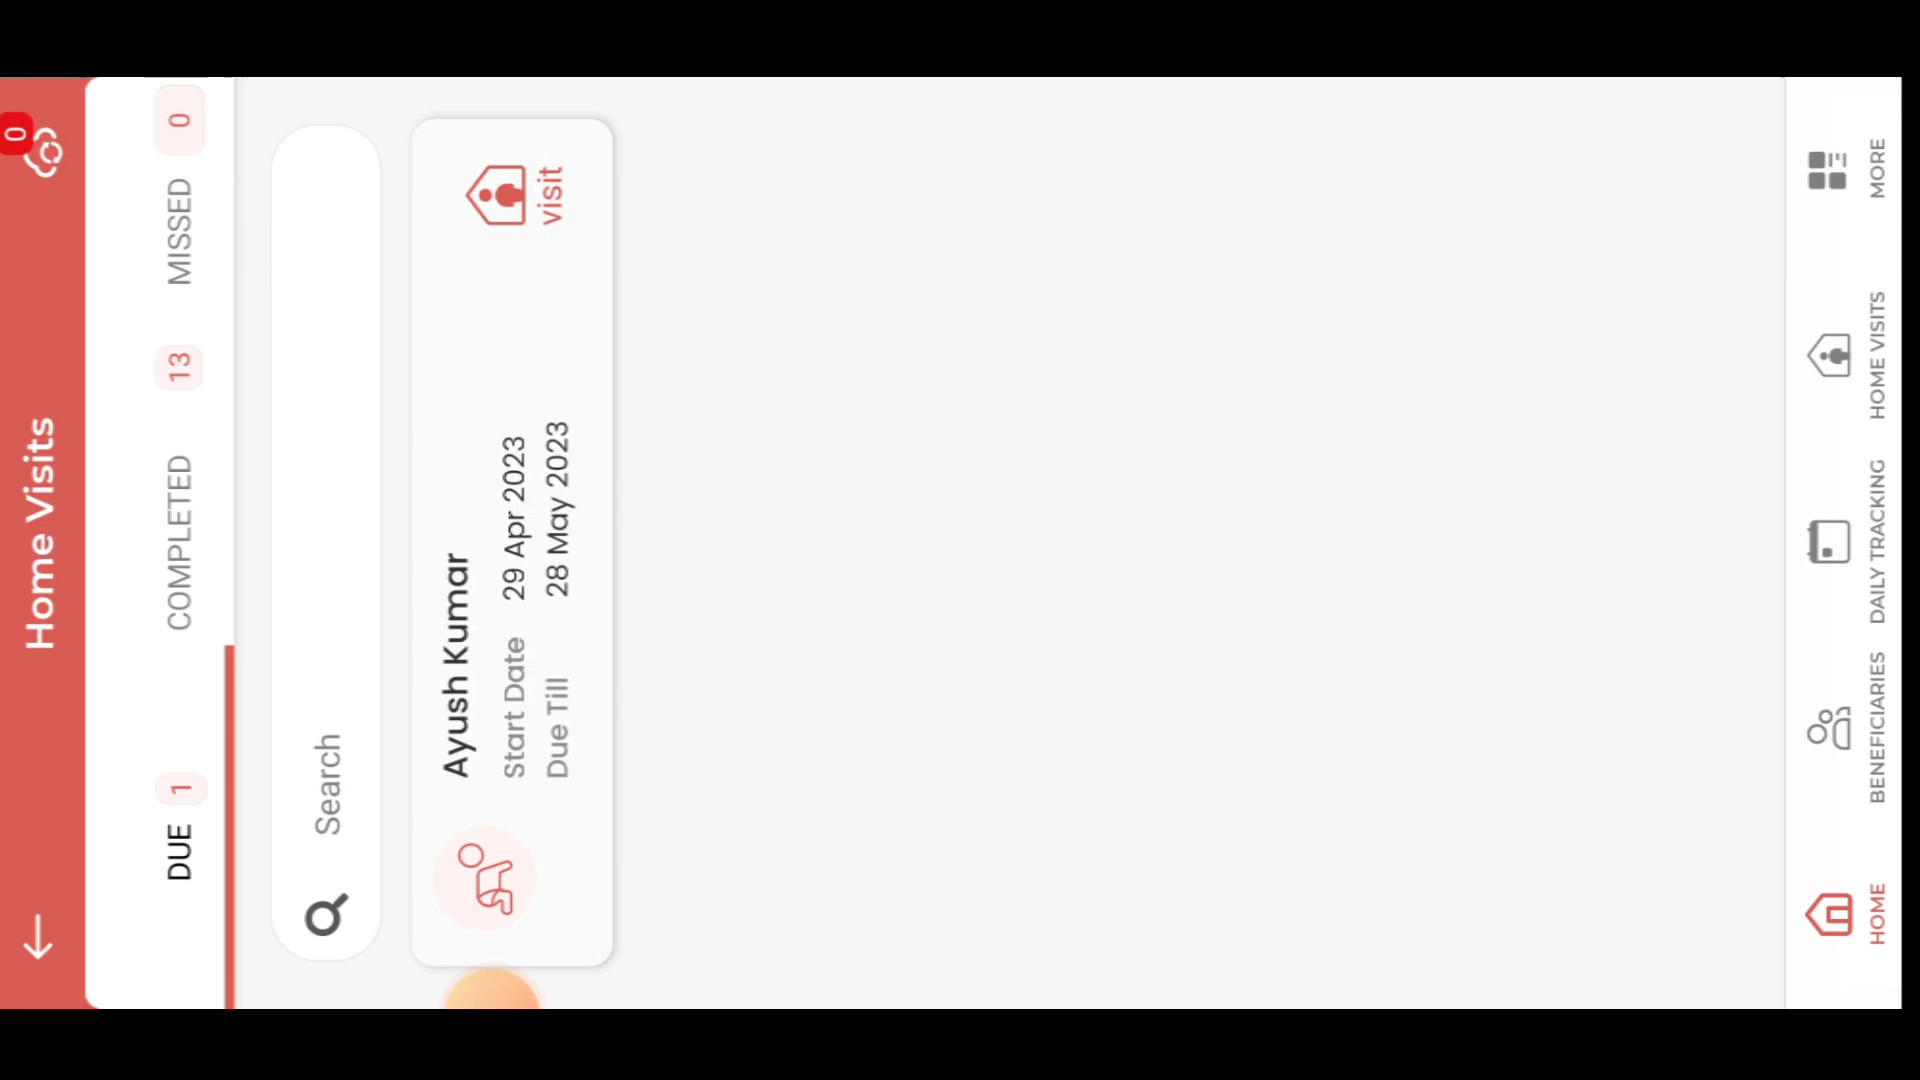 0
Home Visits
DUE 1 COMPLETED 13 MISSED 0
Search
Ayush Kumar
Start Date 29 Apr 2023
Due Till 28 May 2023
visit
HOME BENEFICIARIES DAILY TRACKING HOME VISITS MORE